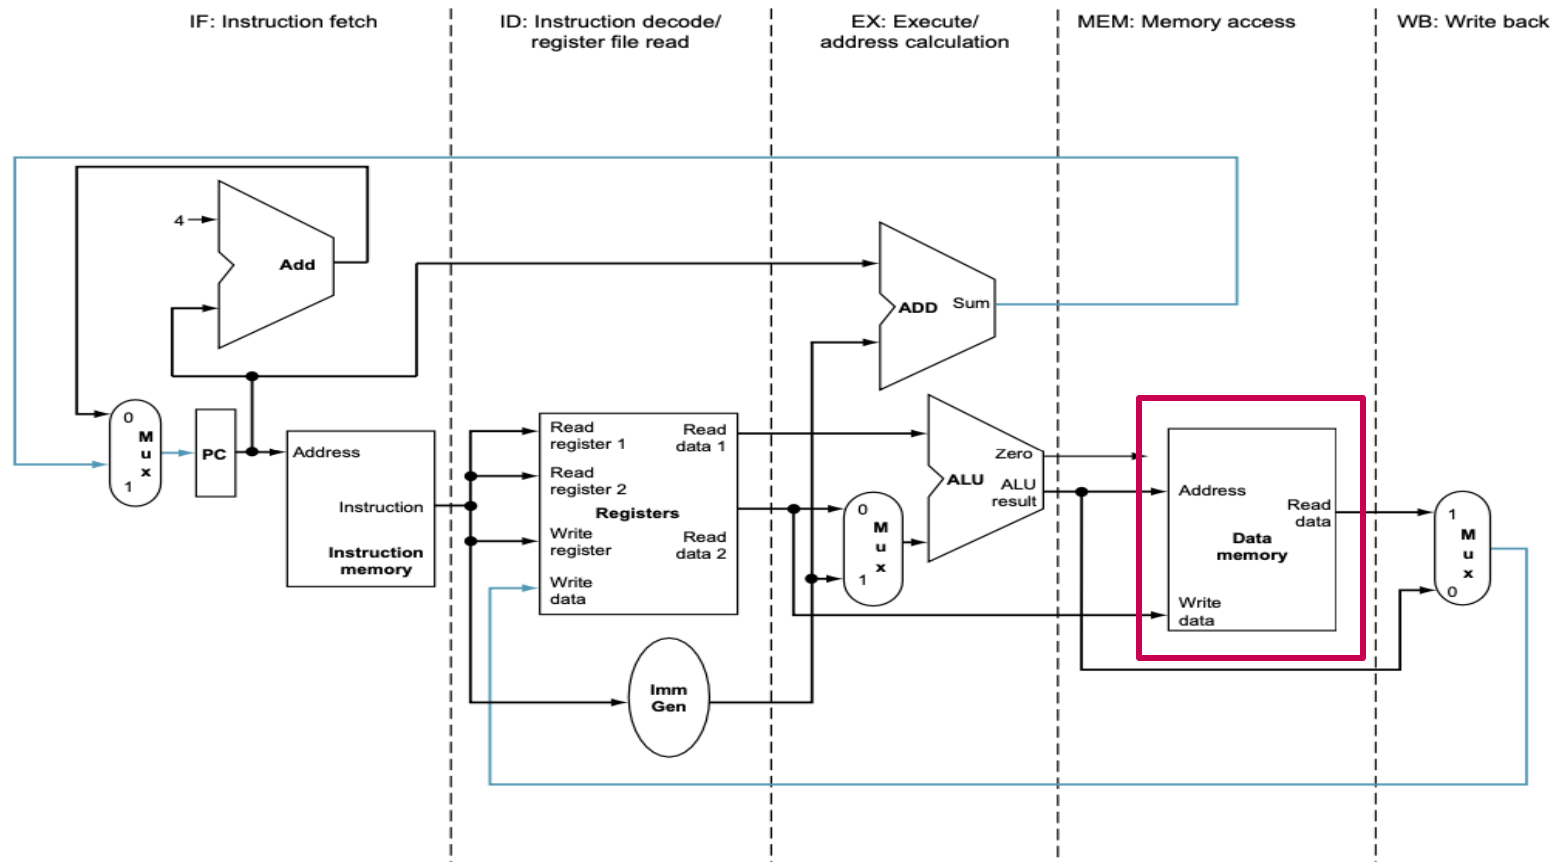 IF: Instruction fetch
ID: Instruction decode/
register file read
EX: Execute/
address calculation
MEM: Memory access
WB: Write back
4
Add
ADD
Sum
0
M
u
x
1
PC
Address
Instruction
Instruction
memory
Read
register 1
Read
register 2
Write
register
Write
data
Registers
Read
data 1
Read
data 2
Imm
Gen
0
M
u
x
1
Zero
ALU
ALU
result
Address
Read
data
Data
memory
Write
data
1
M
u
x
0